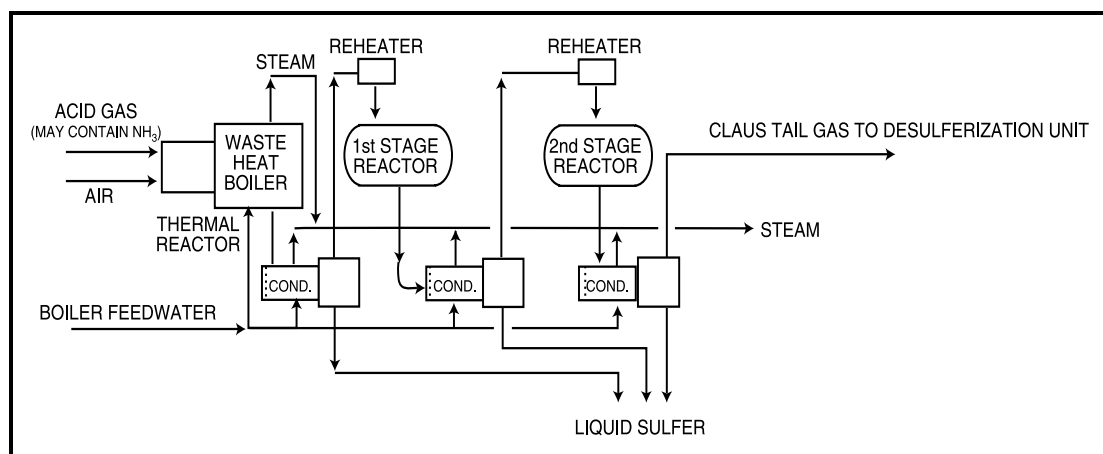 REHEATER
REHEATER
STEAM
ACID GAS
(MAY CONTAIN NH3)
WASTE
HEAT
BOILER
1st STAGE
REACTOR
2nd STAGE
REACTOR
CLAUS TAIL GAS TO DESULFERIZATION UNIT
AIR
THERMAL
REACTOR
STEAM
COND.
COND.
COND.
BOILER FEEDWATER
LIQUID SULFER